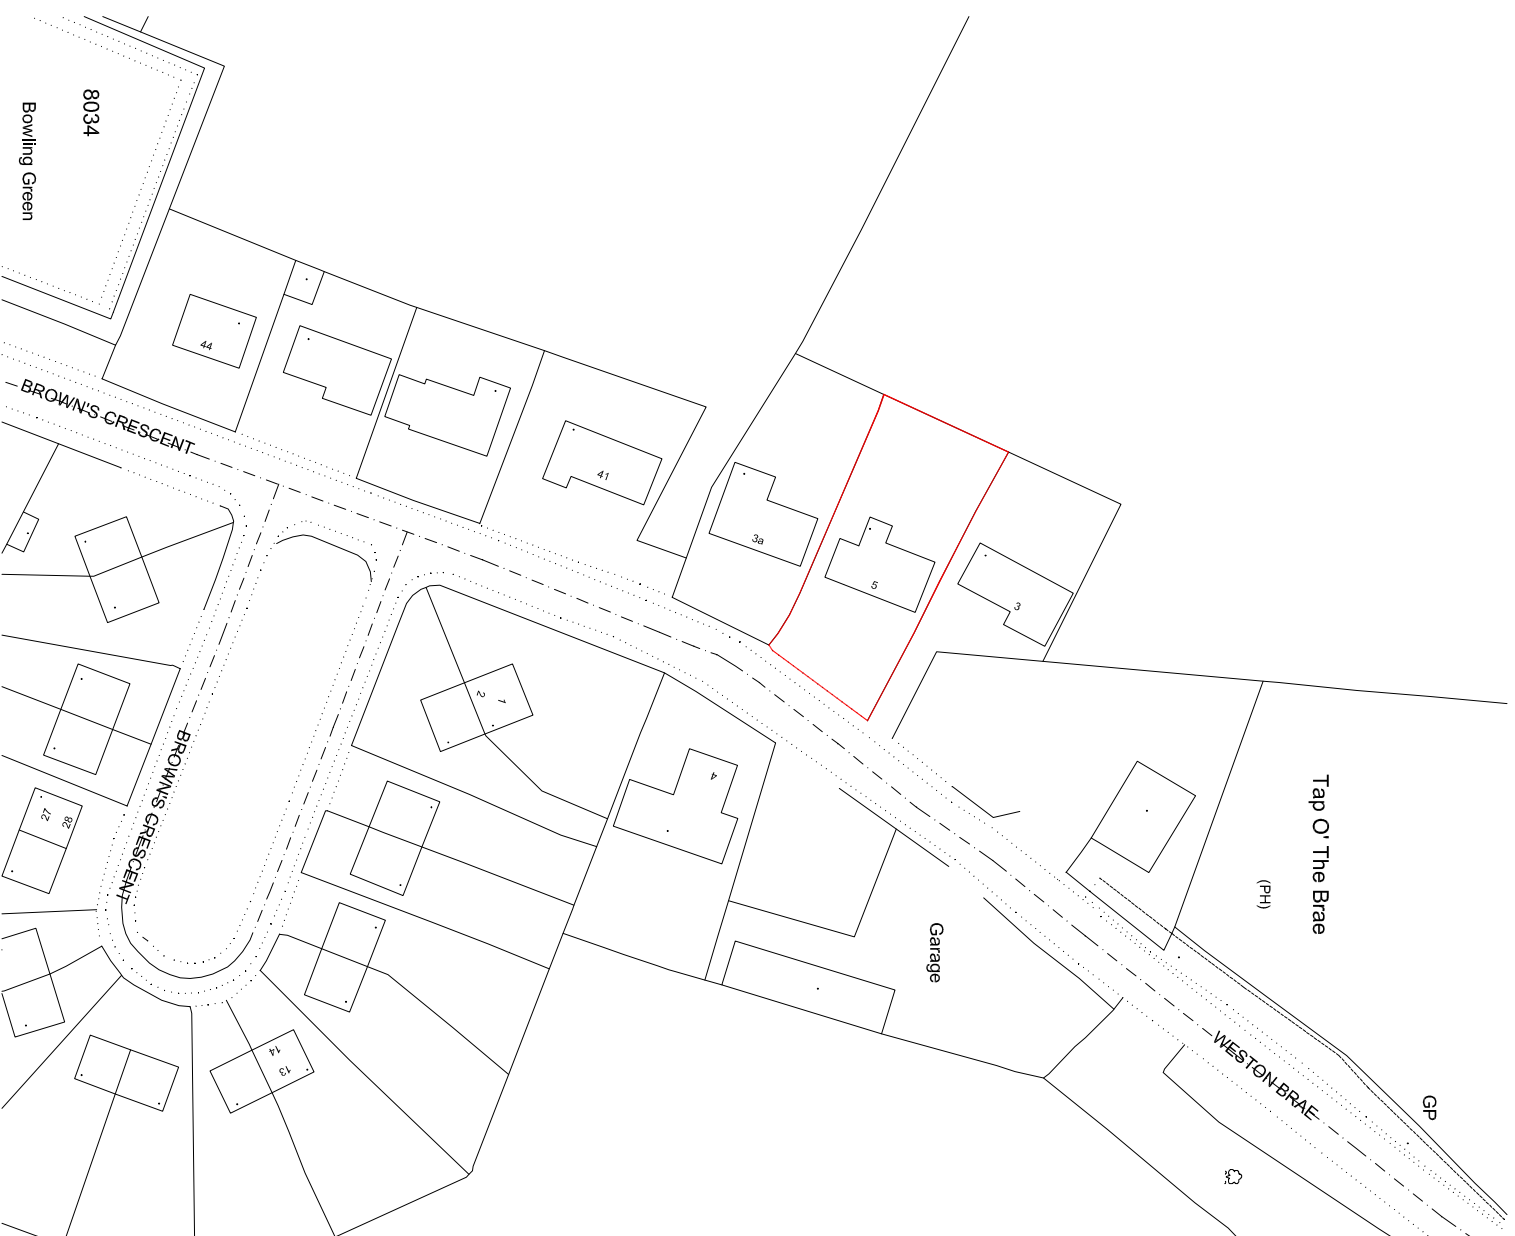 8034
Bowling Green
44
BROWN'S CRESCENT
41
3a
5
3
2
1
4
BROWN'S CRESCENT
27
28
14
13
Tap O' The Brae
(PH)
Garage
WESTON BRAE
GP